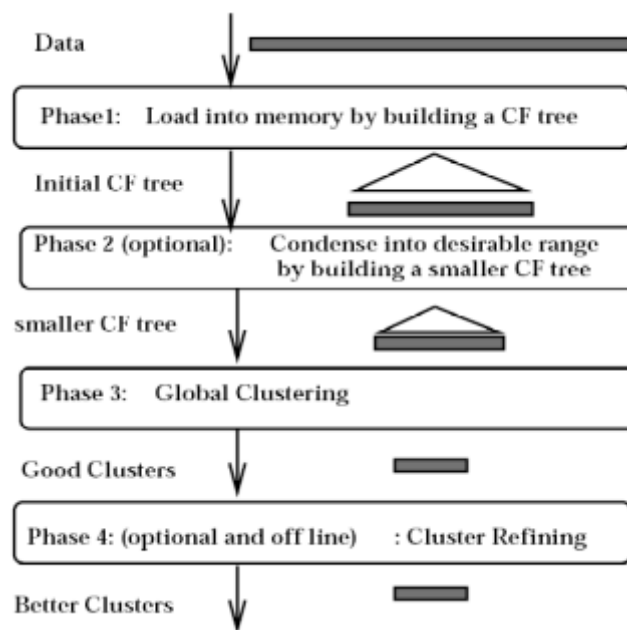 Data
Phase1: Load into memory by building a CF tree
Initial CF tree
Phase 2 (optional): Condense into desirable range
by building a smaller CF tree
smaller CF tree
Phase 3: Global Clustering
Good Clusters
Phase 4: (optional and off line) : Cluster Refining
Better Clusters